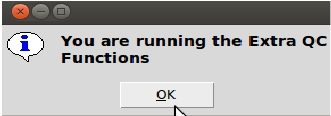 You are running the Extra QC
Functions
OK